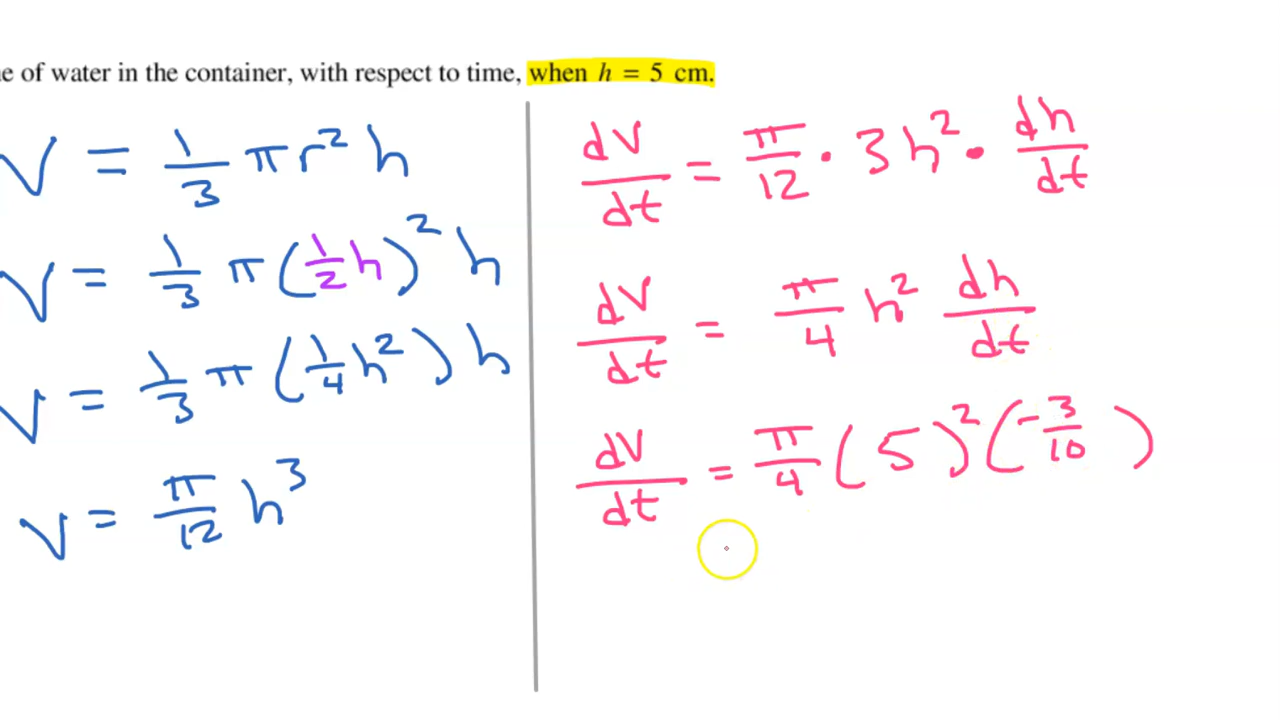 e of water in the container, with respect to time, when h = 5 cm.
V = 1/3 π r² h
V = 1/3 π (1/2 h)² h
V = 1/3 π (1/4 h²) h
V = π/12 h³
dV/dt = π/12 · 3h² · dh/dt
dV/dt = π/4 h² dh/dt
dV/dt = π/4 (5)² (-3/10)